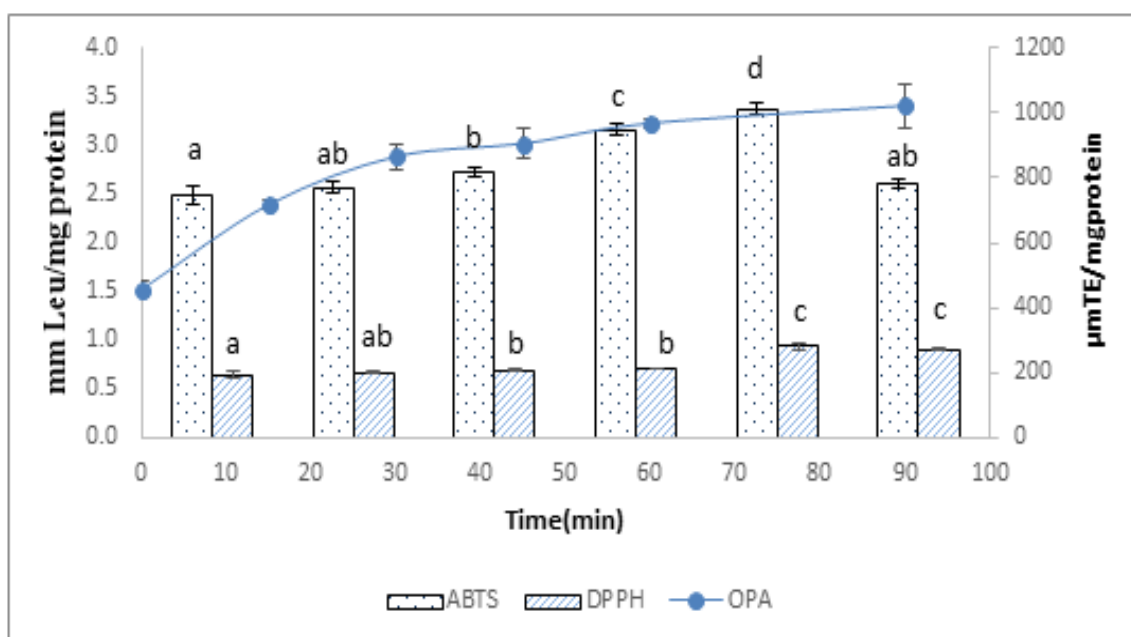 4.0
3.5
3.0
2.5
2.0
1.5
1.0
0.5
0.0
mm Leu/mg protein
1200
1000
800
600
400
200
0
µmTE/mgprotein
a
ab
b
c
d
ab
a
ab
b
b
c
c
0 10 20 30 40 50 60 70 80 90 100
Time(min)
ABTS DPPH OPA